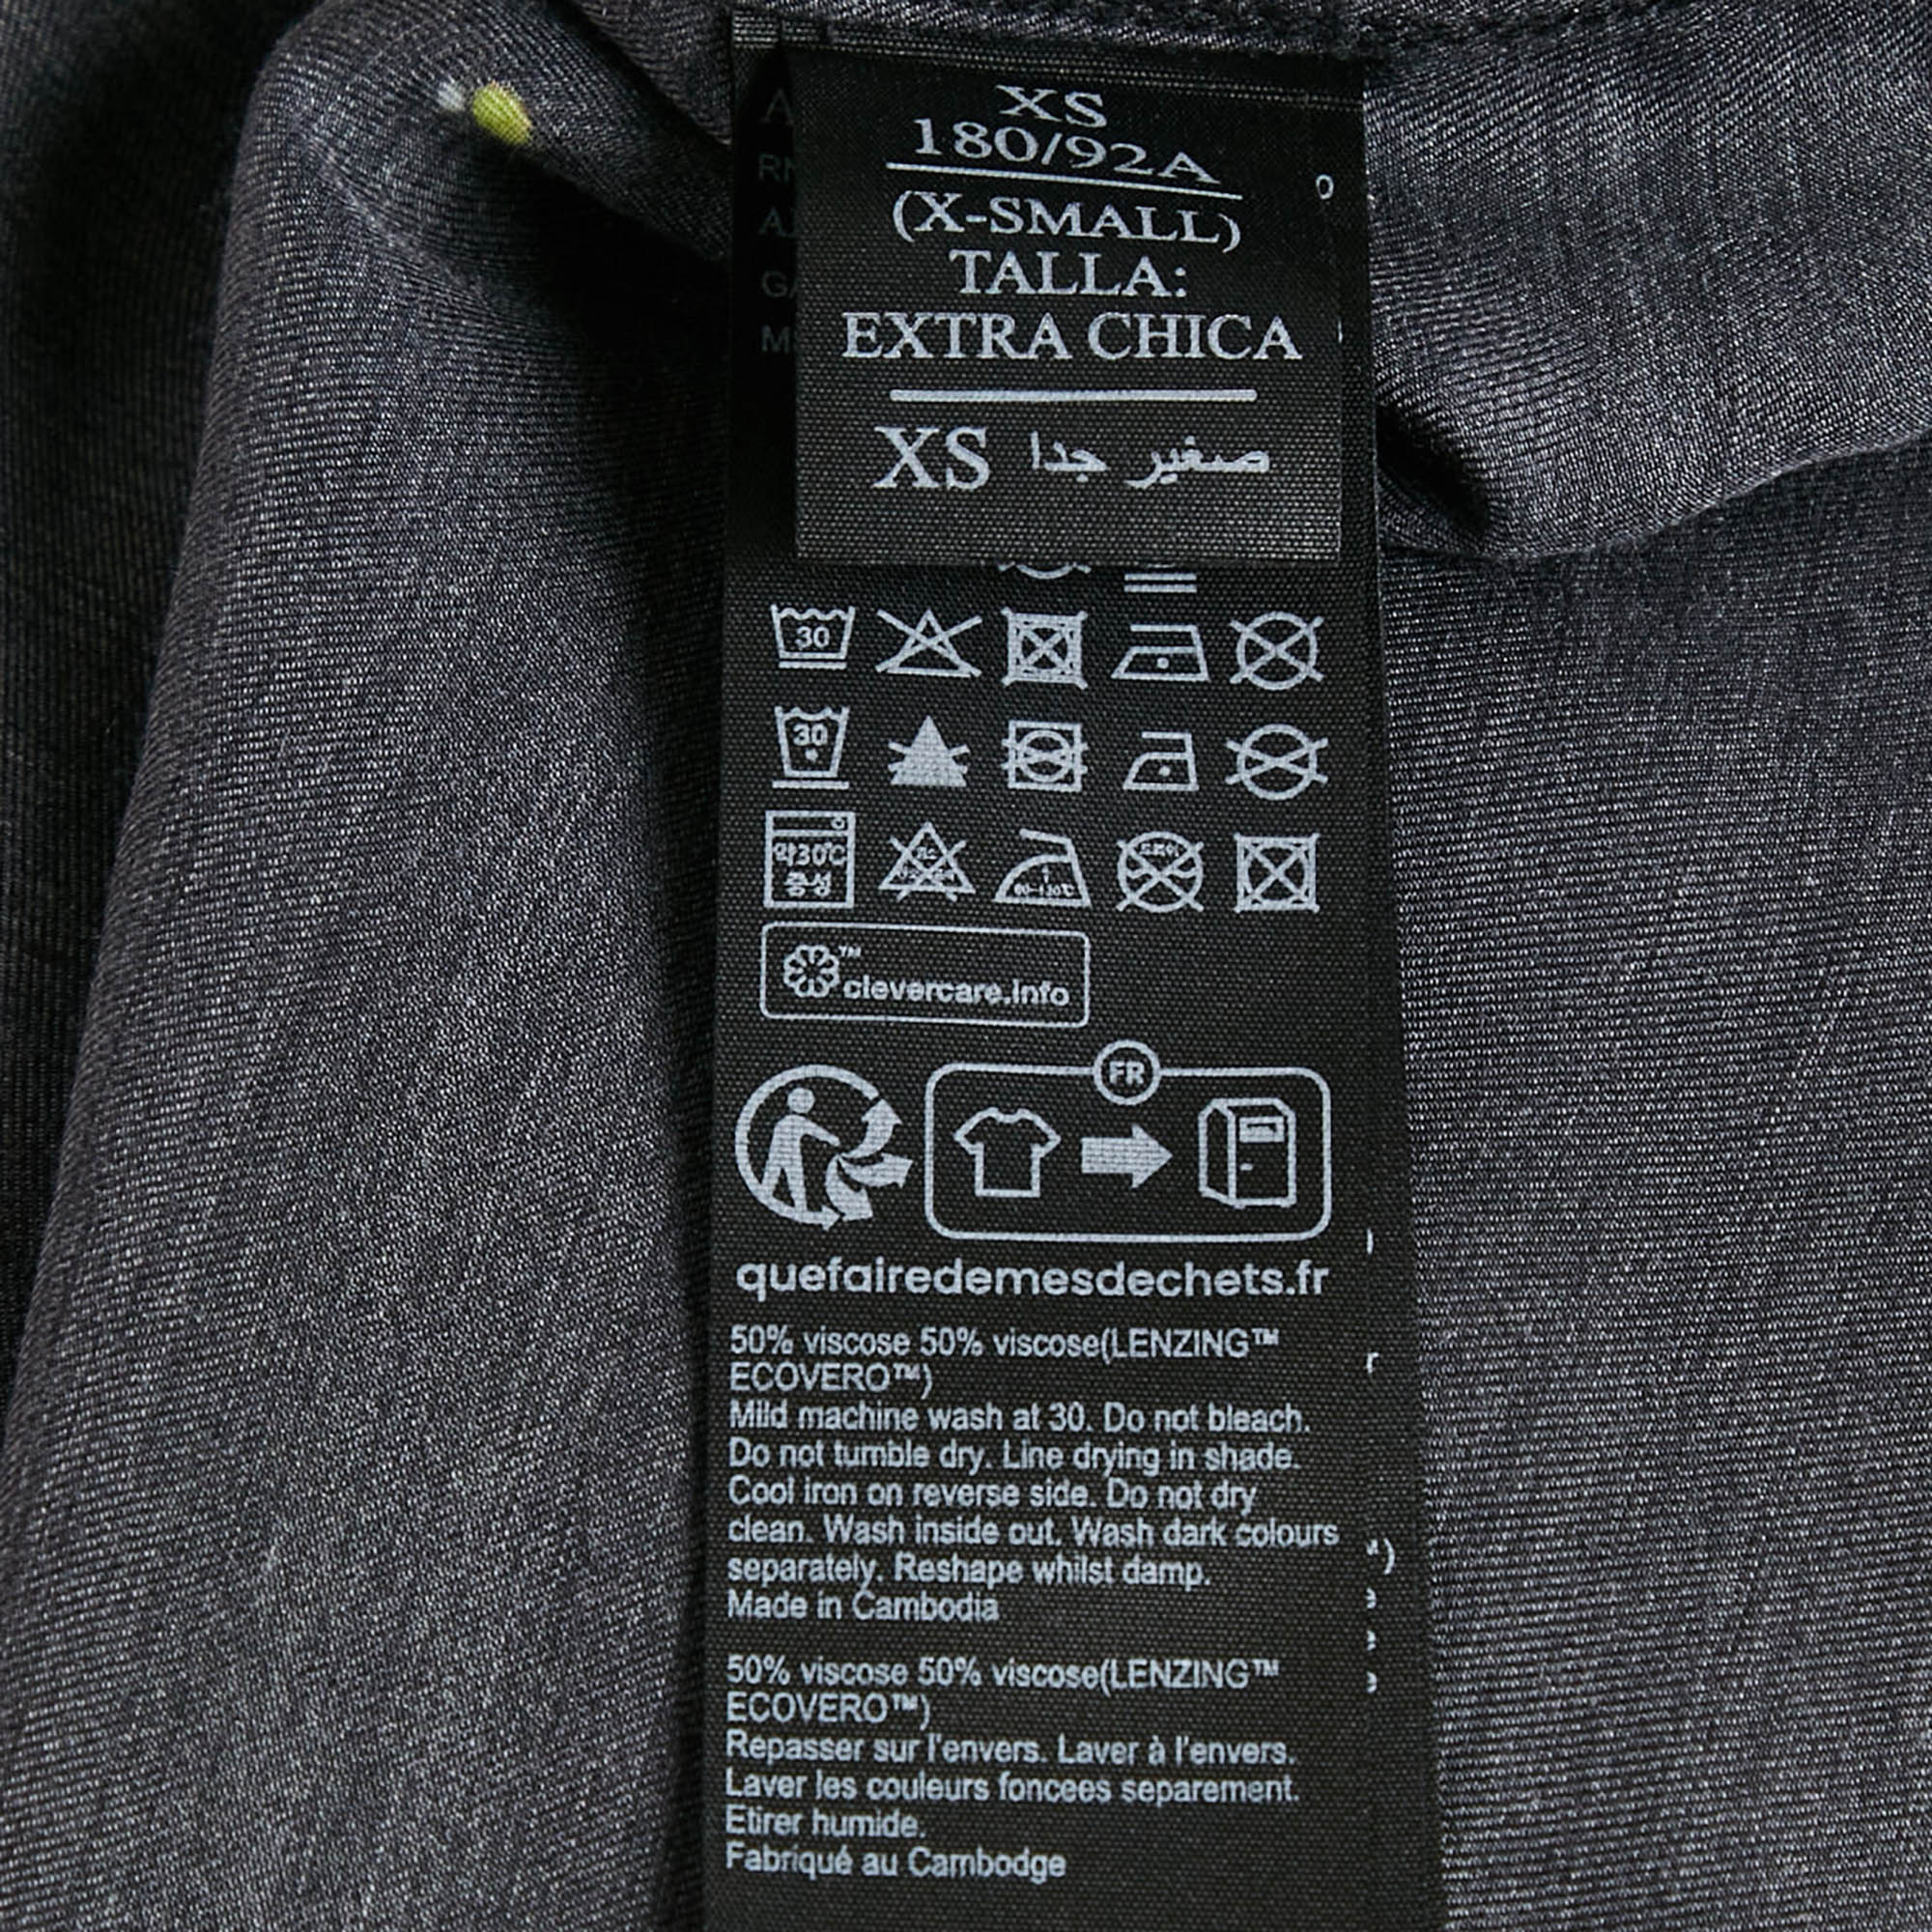 XS
180/92A
(X-SMALL)
TALLA:
EXTRA CHICA
XS صغير جدا
30
30
약30℃
중성
clevercare.info
FR
quefairedemesdechets.fr
50% viscose 50% viscose(LENZING™
ECOVERO™)
Mild machine wash at 30. Do not bleach.
Do not tumble dry. Line drying in shade.
Cool iron on reverse side. Do not dry
clean. Wash inside out. Wash dark colours
separately. Reshape whilst damp.
Made in Cambodia
50% viscose 50% viscose(LENZING™
ECOVERO™)
Repasser sur l'envers. Laver à l'envers.
Laver les couleurs foncees separement.
Etirer humide.
Fabriqué au Cambodge